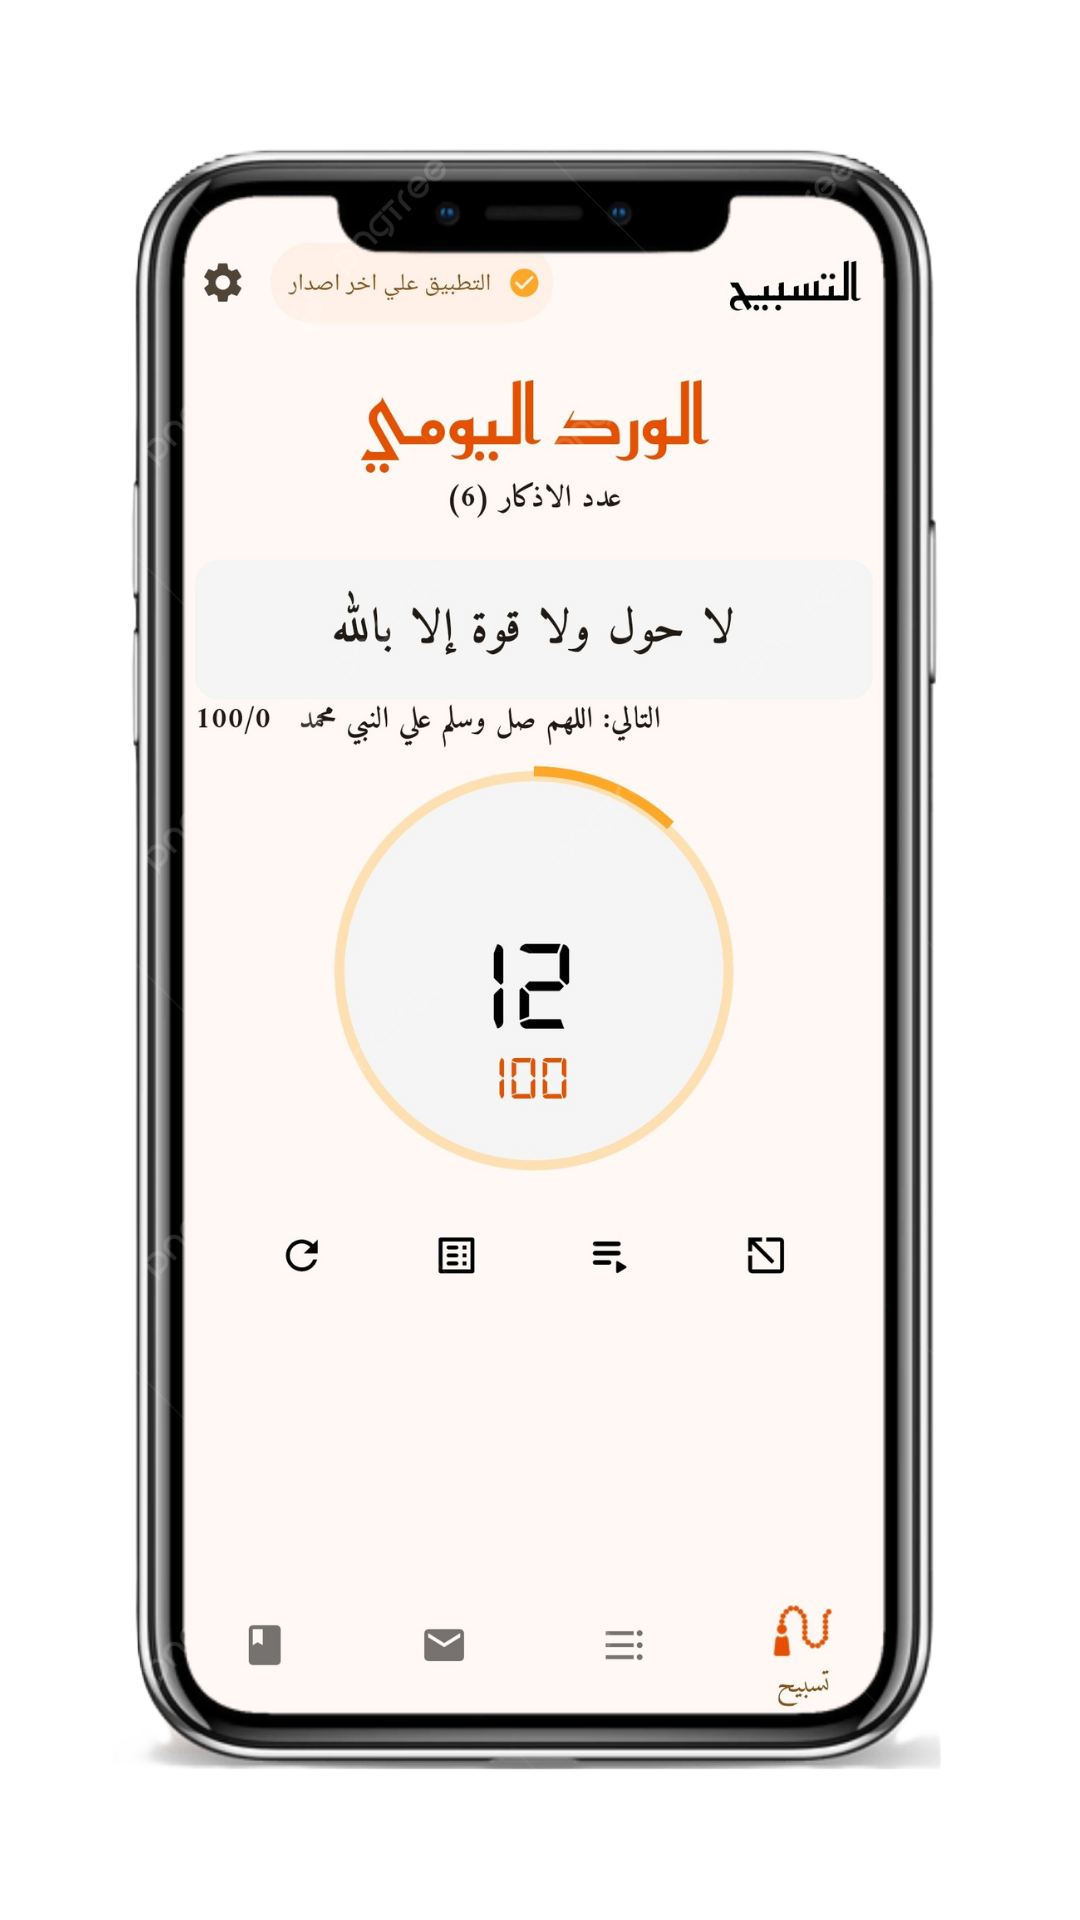 التسبيح
التطبيق علي اخر اصدار
الورد اليومي
عدد الاذكار (6)
لا حول ولا قوة إلا بالله
التالي: اللهم صل وسلم علي النبي محمد 100/0
12
100
تسبيح
pngtree